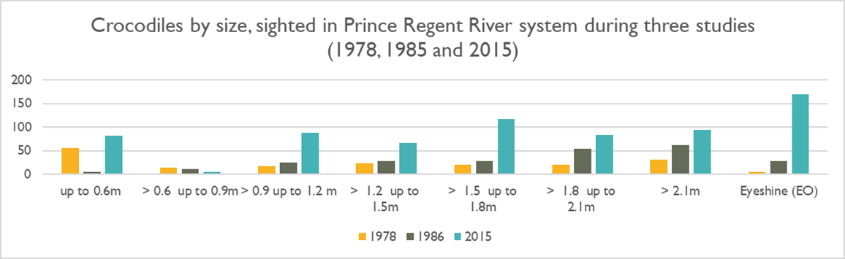 Crocodiles by size, sighted in Prince Regent River system during three studies
(1978, 1985 and 2015)
200
150
100
50
0
up to 0.6m
> 0.6 up to 0.9m
> 0.9 up to 1.2 m
> 1.2 up to
1.5m
> 1.5 up to
1.8m
> 1.8 up to
2.1m
> 2.1m
Eyeshine (EO)
1978 1986 2015